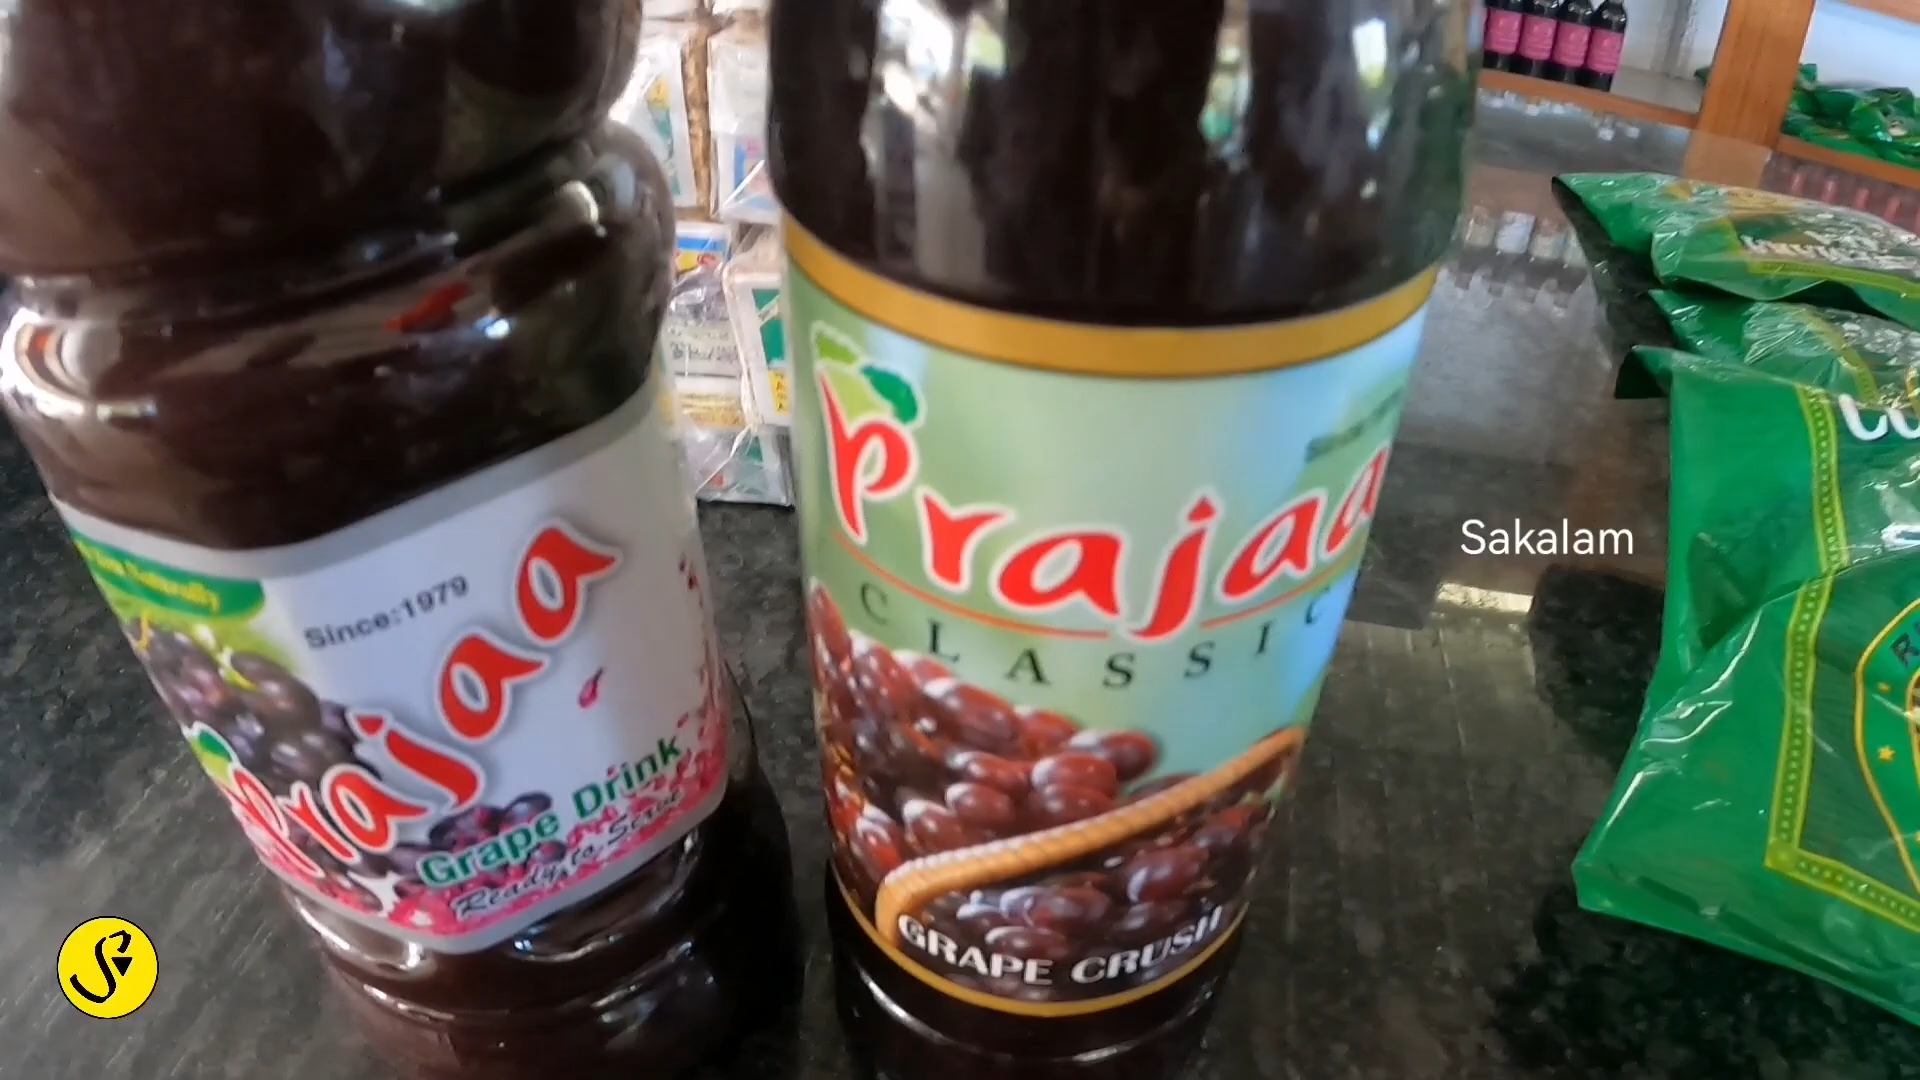 Since:1979
Prajaa
Grape Drink
Ready to Serve
Prajaa
CLASSIC
GRAPE CRUSH
Sakalam